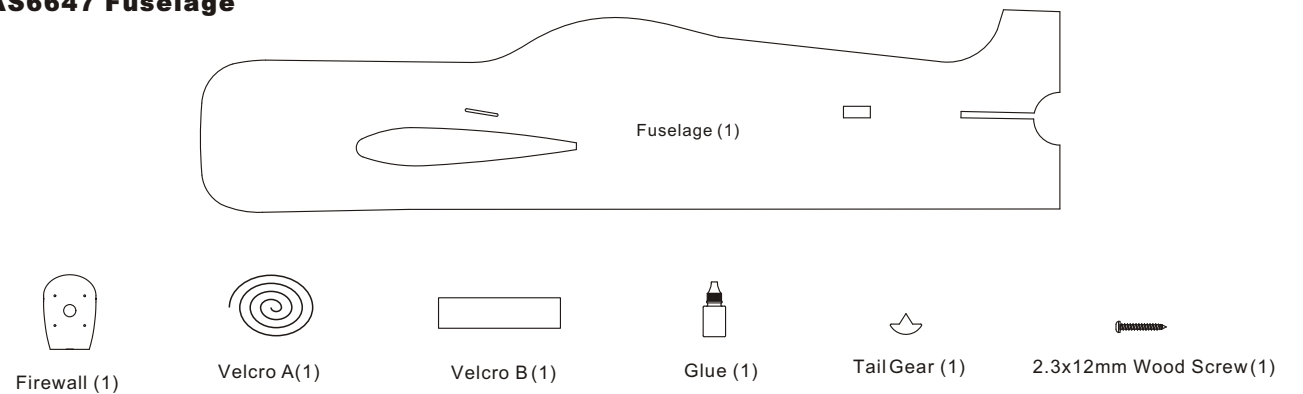 AS6647 Fuselage
Fuselage (1)
Firewall (1)
Velcro A(1)
Velcro B(1)
Glue (1)
Tail Gear (1)
2.3x12mm Wood Screw(1)